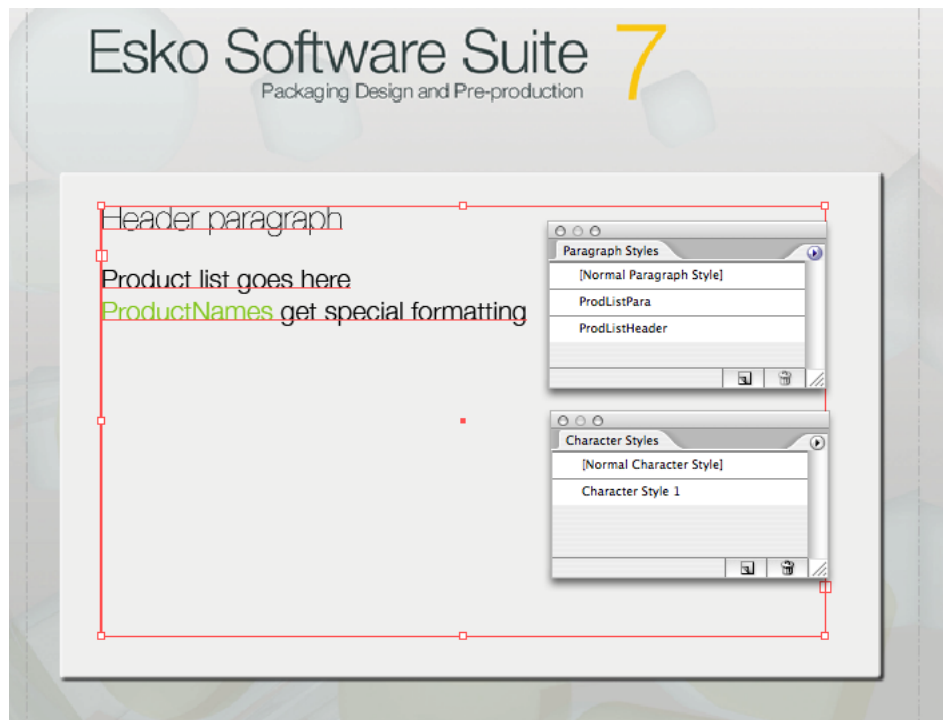 Esko Software Suite 7
Packaging Design and Pre-production
Header paragraph
Product list goes here
ProductNames get special formatting
Paragraph Styles
[Normal Paragraph Style]
ProdListPara
ProdListHeader
Character Styles
[Normal Character Style]
Character Style 1